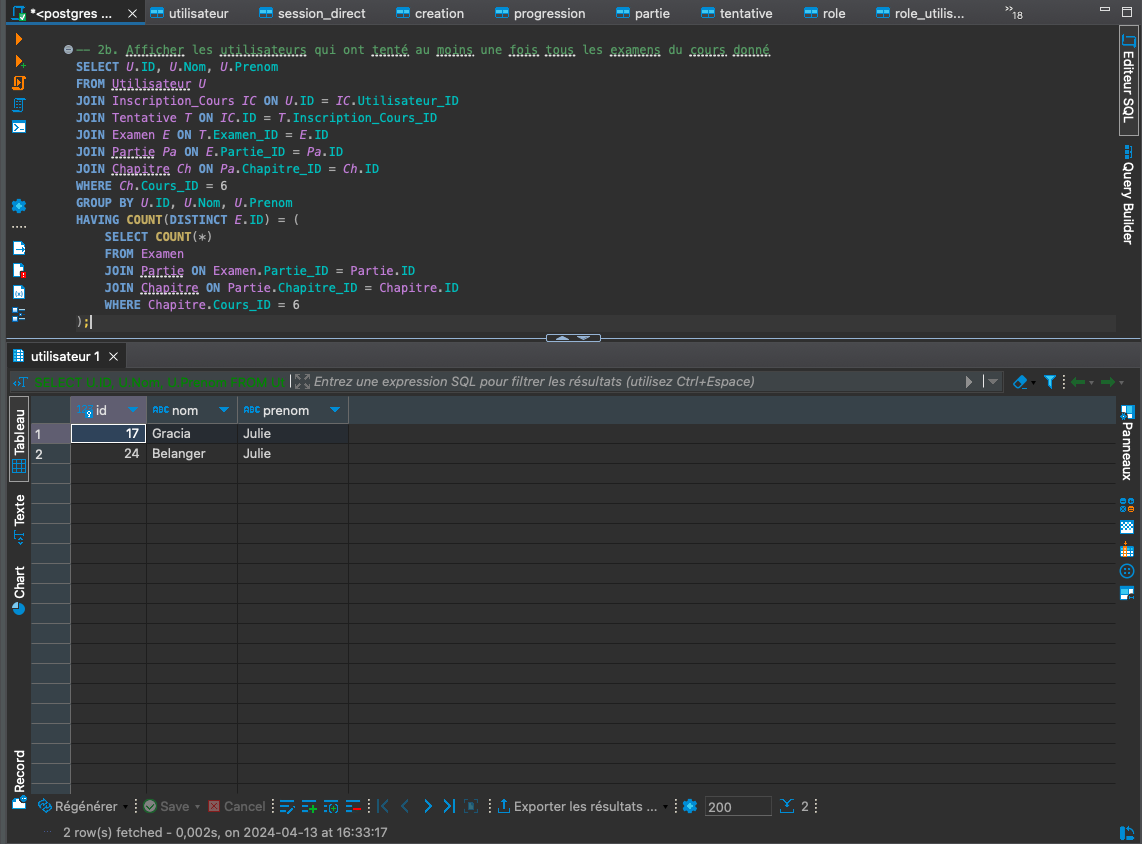 *<postgres ...
utilisateur
session_direct
creation
progression
partie
tentative
role
role_utilis...
»18
-- 2b. Afficher les utilisateurs qui ont tenté au moins une fois tous les examens du cours donné
SELECT U.ID, U.Nom, U.Prenom
FROM Utilisateur U
JOIN Inscription_Cours IC ON U.ID = IC.Utilisateur_ID
JOIN Tentative T ON IC.ID = T.Inscription_Cours_ID
JOIN Examen E ON T.Examen_ID = E.ID
JOIN Partie Pa ON E.Partie_ID = Pa.ID
JOIN Chapitre Ch ON Pa.Chapitre_ID = Ch.ID
WHERE Ch.Cours_ID = 6
GROUP BY U.ID, U.Nom, U.Prenom
HAVING COUNT(DISTINCT E.ID) = (
SELECT COUNT(*)
FROM Examen
JOIN Partie ON Examen.Partie_ID = Partie.ID
JOIN Chapitre ON Partie.Chapitre_ID = Chapitre.ID
WHERE Chapitre.Cours_ID = 6
);
Editeur SQL
Query Builder
utilisateur 1
SELECT U.ID, U.Nom, U.Prenom FROM Ut
Entrez une expression SQL pour filtrer les résultats (utilisez Ctrl+Espace)
Tableau
Texte
Chart
Record
id
ABC nom
ABC prenom
1 17 Gracia Julie
2 24 Belanger Julie
Panneaux
Régénérer
Save
Cancel
Exporter les résultats ...
200
2
2 row(s) fetched - 0,002s, on 2024-04-13 at 16:33:17